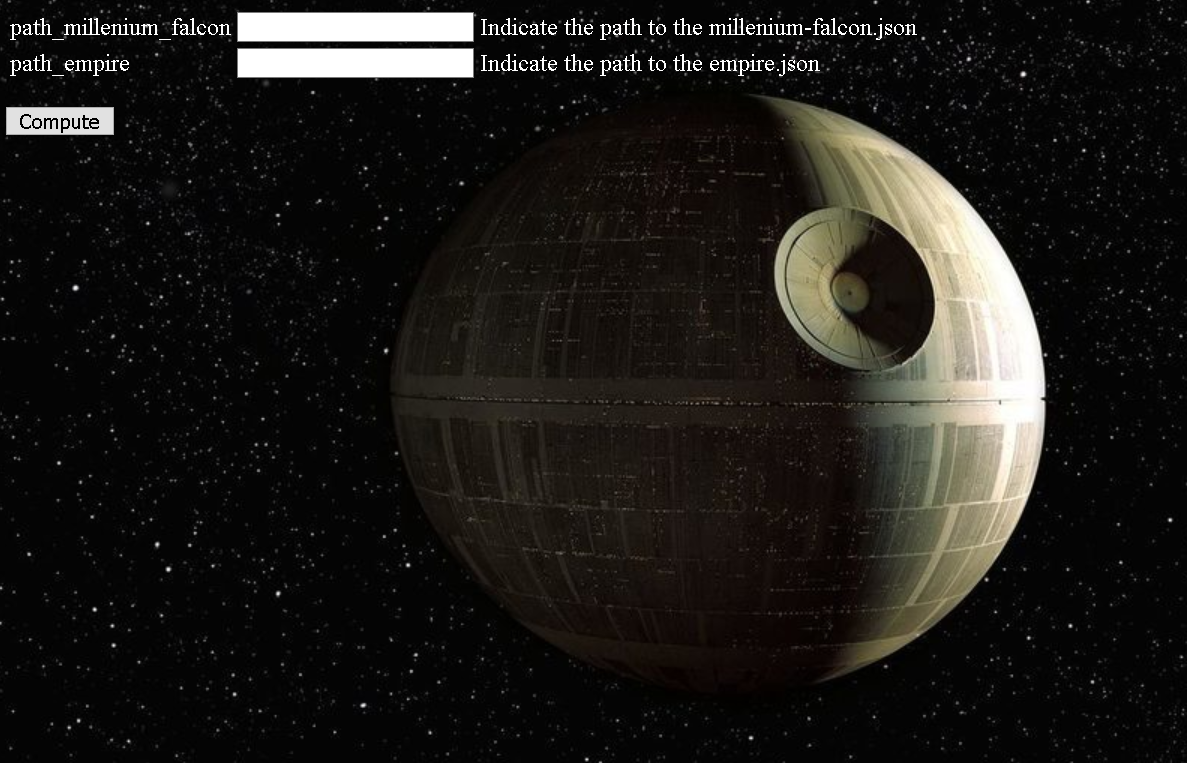 path_millenium_falcon Indicate the path to the millenium-falcon.json
path_empire Indicate the path to the empire.json
Compute